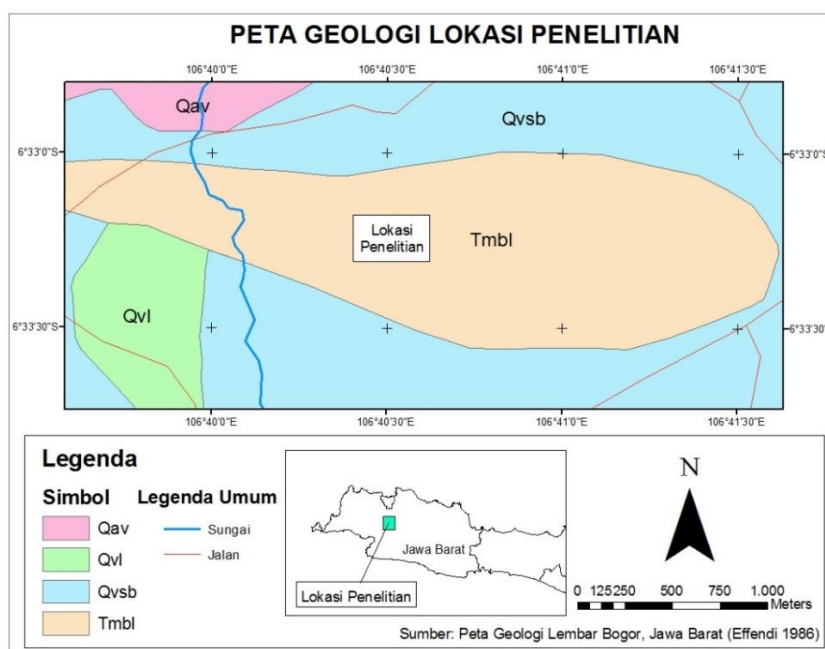 PETA GEOLOGI LOKASI PENELITIAN
106°40'0"E 106°40'30"E 106°41'0"E 106°41'30"E
Qav
Qvsb
6°33'0"S 6°33'0"S
Lokasi
Penelitian
Tmbl
Qvl
6°33'30"S 6°33'30"S
106°40'0"E 106°40'30"E 106°41'0"E 106°41'30"E
Legenda
Simbol Legenda Umum
Qav
Qvl
Qvsb
Tmbl
Sungai
Jalan
Jawa Barat
Lokasi Penelitian
N
0 125250 500 750 1.000
Meters
Sumber: Peta Geologi Lembar Bogor, Jawa Barat (Effendi 1986)